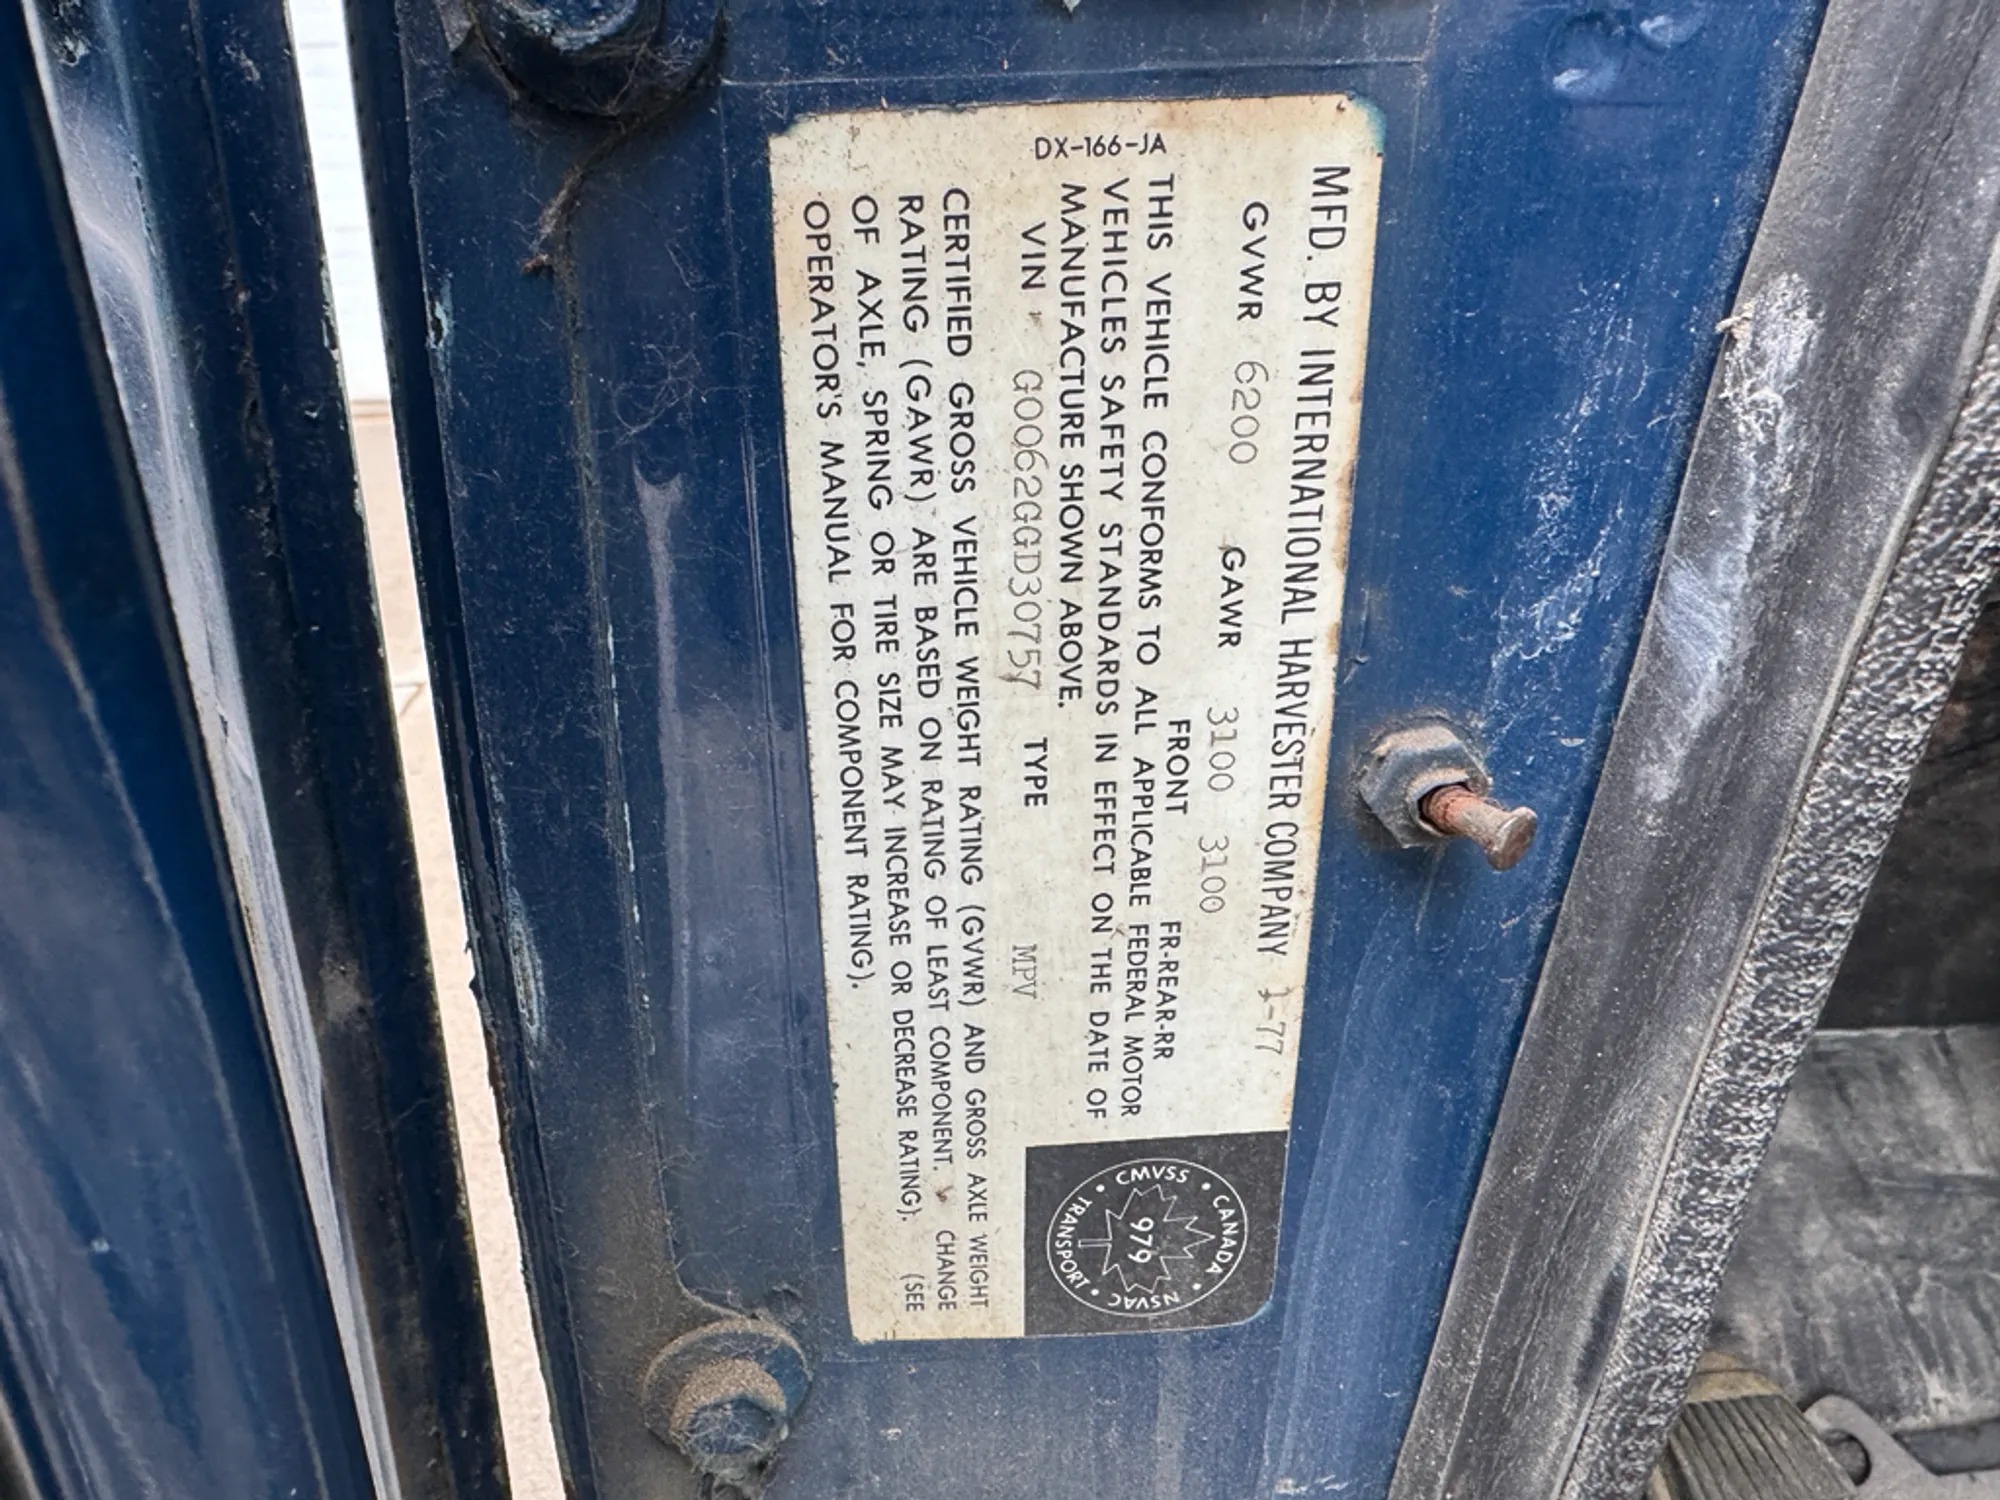 MFD. BY INTERNATIONAL HARVESTER COMPANY 1-77
GVWR 6200 GAWR 3100 3100
FRONT FR-REAR-RR
THIS VEHICLE CONFORMS TO ALL APPLICABLE FEDERAL MOTOR
VEHICLES SAFETY STANDARDS IN EFFECT ON THE DATE OF
MANUFACTURE SHOWN ABOVE.
DX-166-JA
VIN G0062GGD30757 TYPE MPV
CERTIFIED GROSS VEHICLE WEIGHT RATING (GVWR) AND GROSS AXLE WEIGHT
RATING (GAWR) ARE BASED ON RATING OF LEAST COMPONENT. CHANGE
OF AXLE, SPRING OR TIRE SIZE MAY INCREASE OR DECREASE RATING). (SEE
OPERATOR'S MANUAL FOR COMPONENT RATING).
CMVSS • CANADA • NSVAC • TRANSPORT •
979